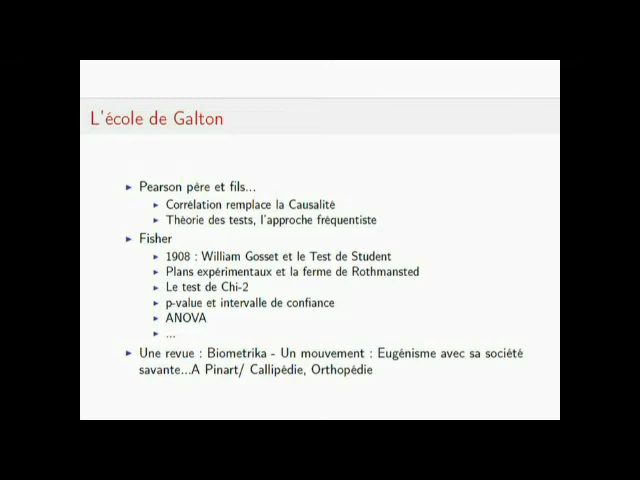 L'école de Galton
▸ Pearson père et fils...
▸ Corrélation remplace la Causalité
▸ Théorie des tests, l'approche fréquentiste
▸ Fisher
▸ 1908 : William Gosset et le Test de Student
▸ Plans expérimentaux et la ferme de Rothmansted
▸ Le test de Chi-2
▸ p-value et intervalle de confiance
▸ ANOVA
▸ ...
▸ Une revue : Biometrika - Un mouvement : Eugénisme avec sa société
savante...A Pinart/ Callipédie, Orthopédie